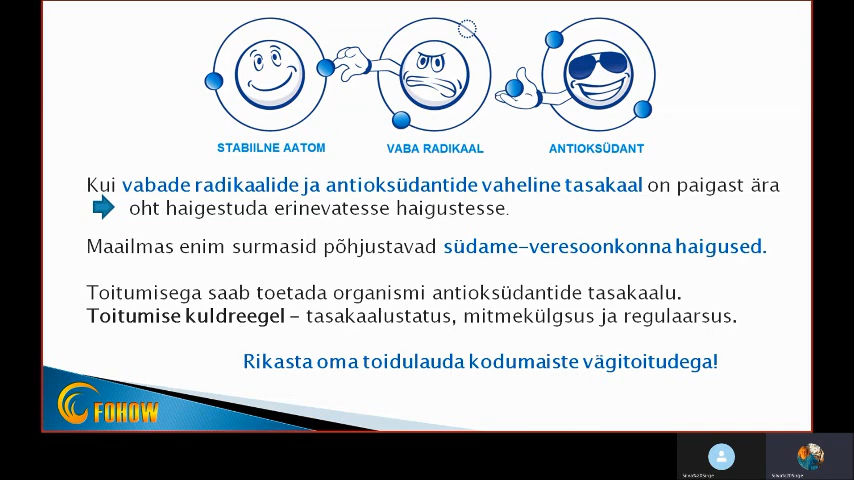 STABIILNE AATOM
VABA RADIKAAL
ANTIOKSÜDANT
Kui vabade radikaalide ja antioksüdantide vaheline tasakaal on paigast ära
oht haigestuda erinevatesse haigustesse.
Maailmas enim surmasid põhjustavad südame-veresoonkonna haigused.
Toitumisega saab toetada organismi antioksüdantide tasakaalu.
Toitumise kuldreegel – tasakaalustatus, mitmekülgsus ja regulaarsus.
Rikasta oma toidulauda kodumaiste vägitoitudega!
FOHOW